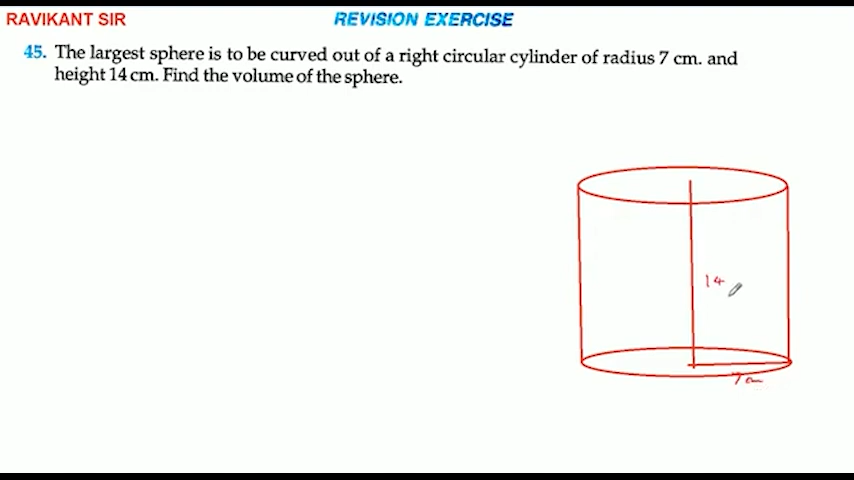 RAVIKANT SIR
REVISION EXERCISE
45. The largest sphere is to be curved out of a right circular cylinder of radius 7 cm. and
height 14 cm. Find the volume of the sphere.
14
7 cm